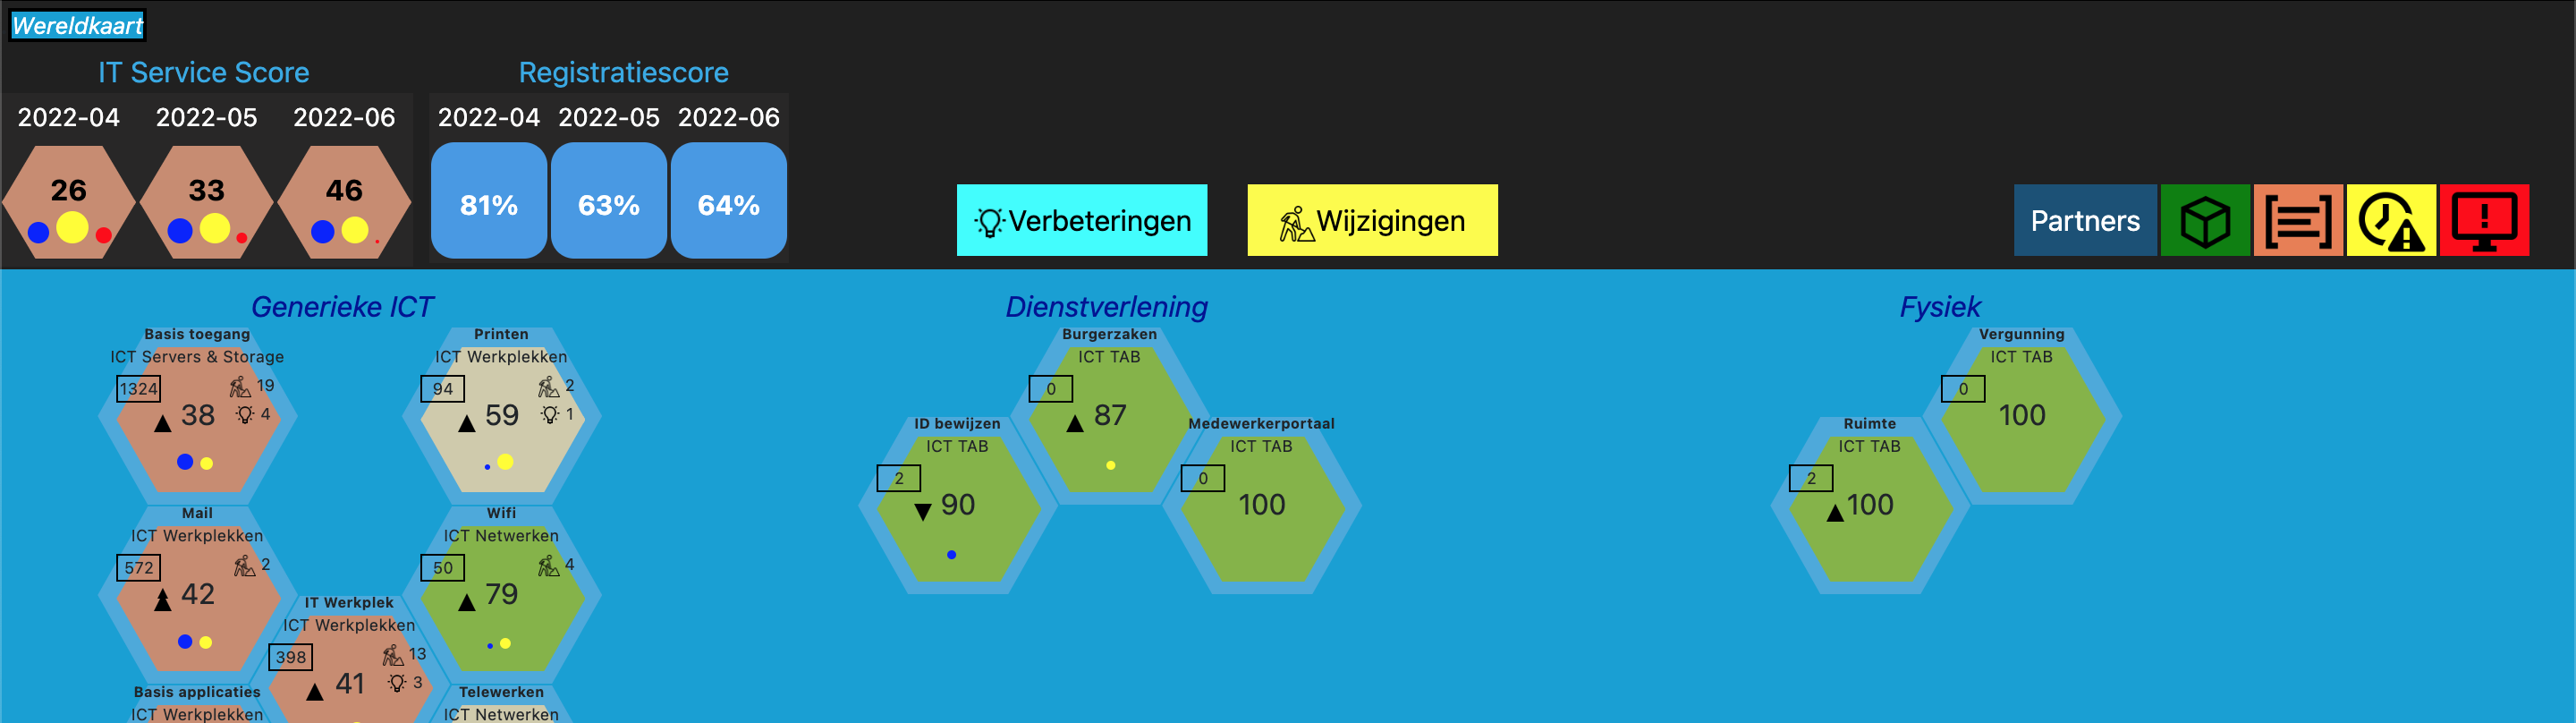 Wereldkaart
IT Service Score
Registratiescore
2022-04 2022-05 2022-06
2022-04 2022-05 2022-06
26 33 46
81% 63% 64%
Verbeteringen
Wijzigingen
Partners
Generieke ICT
Dienstverlening
Fysiek
Basis toegang
ICT Servers & Storage
1324
19
▲ 38
4
Printen
ICT Werkplekken
94
2
▲ 59
1
Burgerzaken
ICT TAB
0
▲ 87
Vergunning
ICT TAB
0
100
ID bewijzen
ICT TAB
2
▼ 90
Medewerkerportaal
ICT TAB
0
100
Ruimte
ICT TAB
2
▲ 100
Mail
ICT Werkplekken
572
2
42
Wifi
ICT Netwerken
50
4
▲ 79
IT Werkplek
ICT Werkplekken
398
13
▲ 41
3
Basis applicaties
ICT Werkplekken
Telewerken
ICT Netwerken